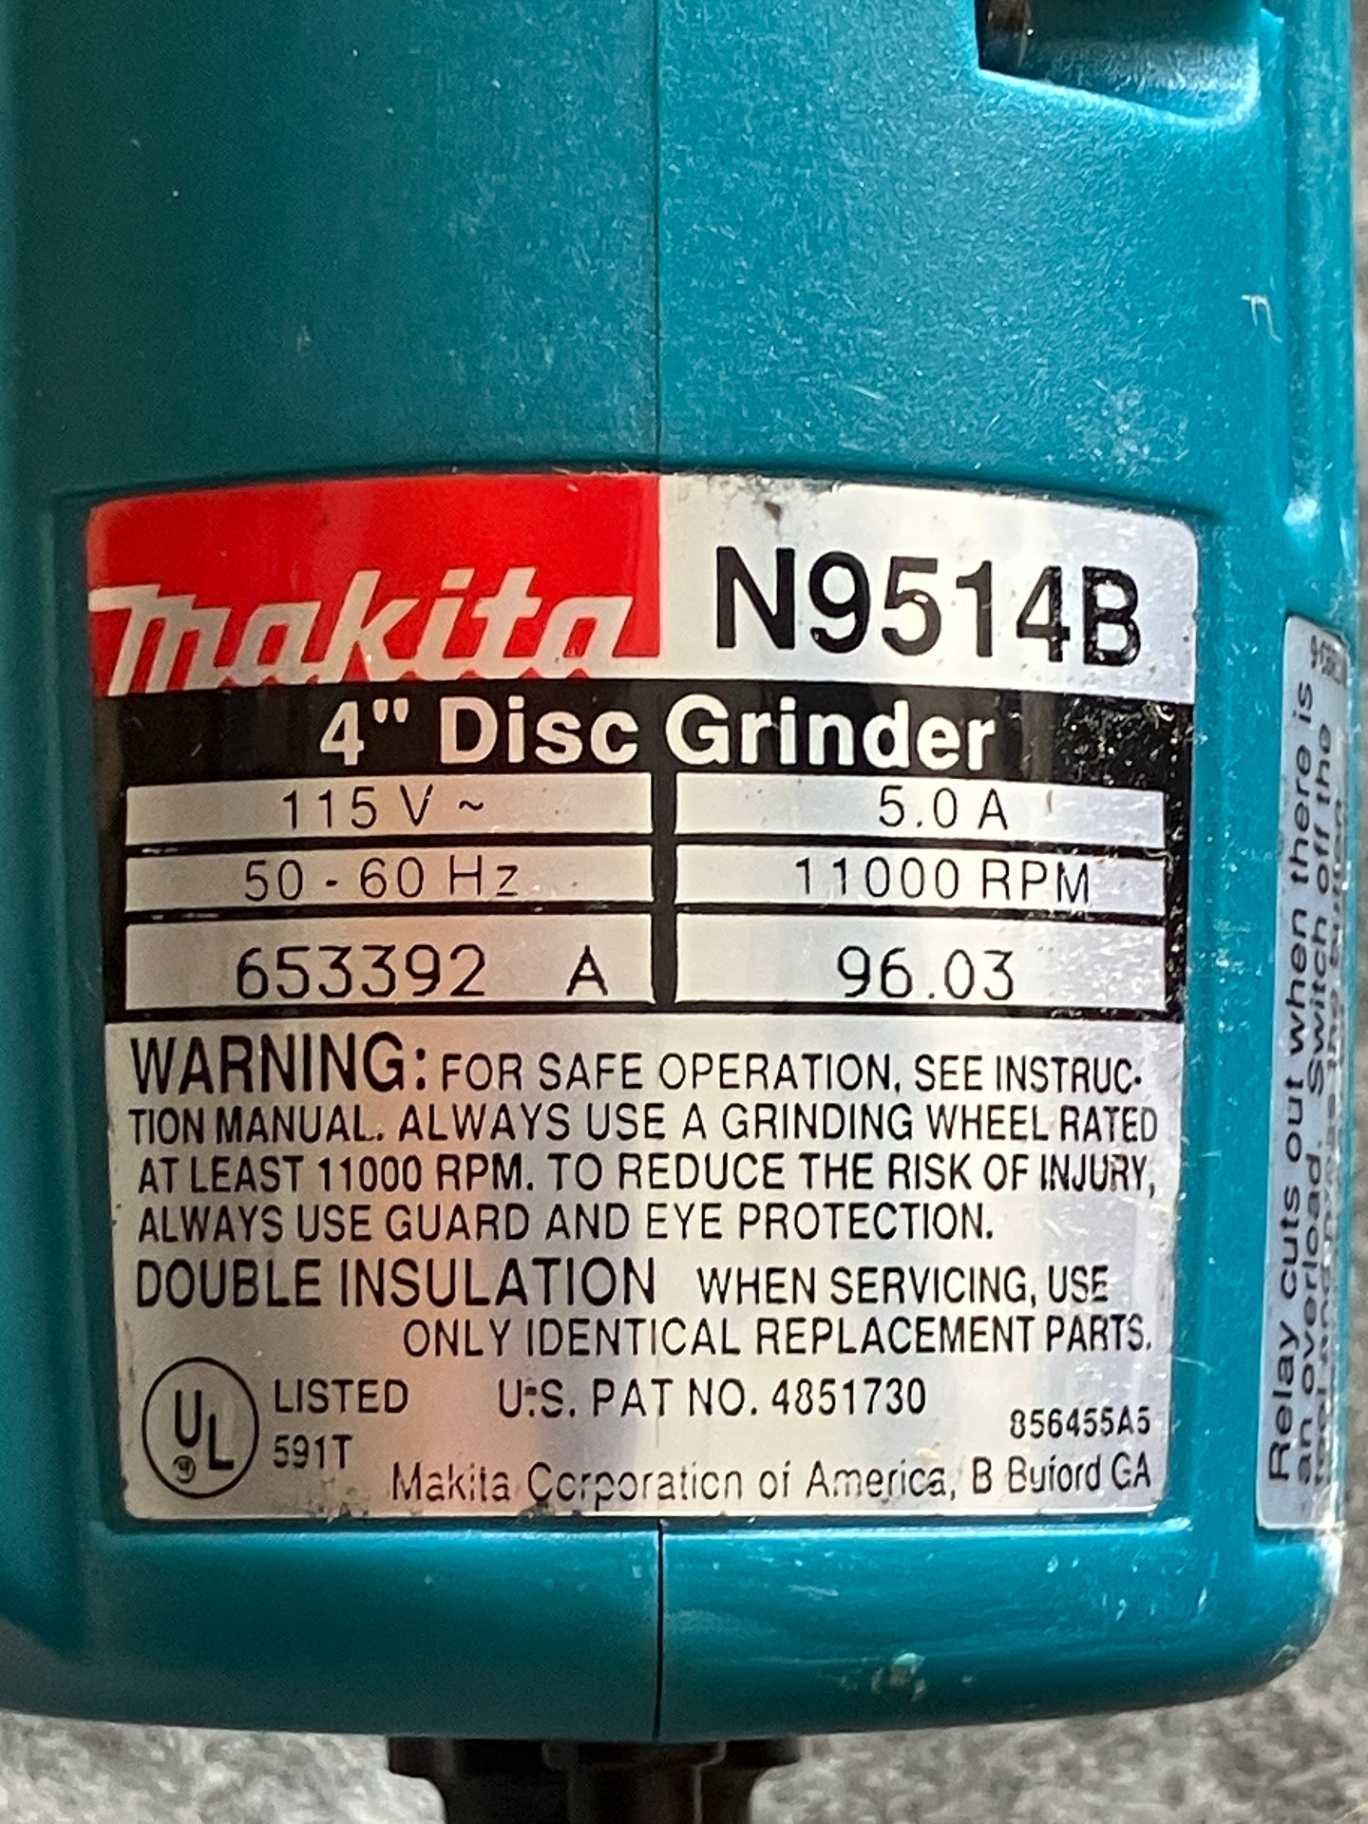 makita N9514B
4" Disc Grinder
115 V ~ 5.0 A
50 - 60 Hz 11000 RPM
653392 A 96.03
WARNING: FOR SAFE OPERATION, SEE INSTRUC-
TION MANUAL. ALWAYS USE A GRINDING WHEEL RATED
AT LEAST 11000 RPM. TO REDUCE THE RISK OF INJURY,
ALWAYS USE GUARD AND EYE PROTECTION.
DOUBLE INSULATION WHEN SERVICING, USE
ONLY IDENTICAL REPLACEMENT PARTS.
UL LISTED U.S. PAT NO. 4851730
591T 856455A5
Makita Corporation of America, B Buford GA
Relay cuts out when there is
an overload. Switch off the